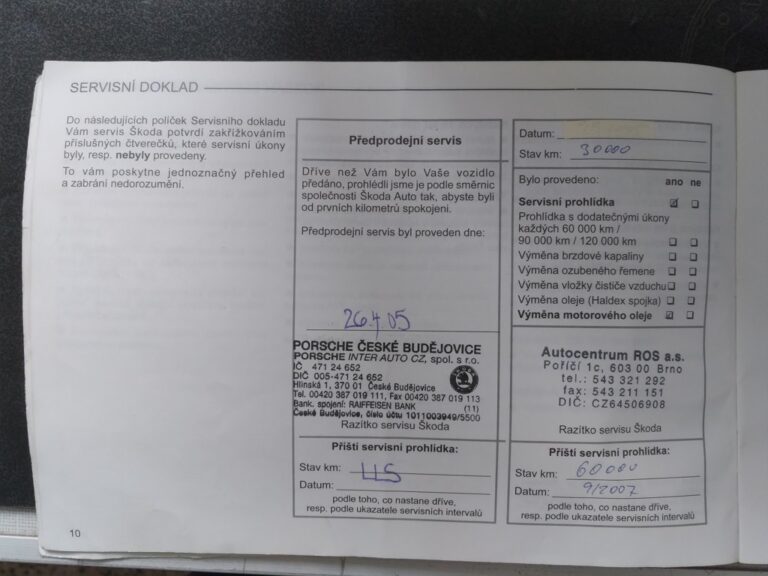 SERVISNÍ DOKLAD
Do následujících políček Servisního dokladu
Vám servis Škoda potvrdí zakřižkováním
příslušných čtverečků, které servisní úkony
byly, resp. nebyly provedeny.
To vám poskytne jednoznačný přehled
a zabrání nedorozumění.
Předprodejní servis
Dříve než Vám bylo Vaše vozidlo
předáno, prohlédli jsme je podle směrnic
společnosti Škoda Auto tak, abyste byli
od prvních kilometrů spokojeni.
Předprodejní servis byl proveden dne:
26.4.05
PORSCHE ČESKÉ BUDĚJOVICE
PORSCHE INTER AUTO CZ, spol. s r.o.
IČ 471 24 652
DIČ 005-471 24 652
Hlinská 1, 370 01 České Budějovice
Tel. 00420 387 019 111, Fax 00420 387 019 113
Bank. spojení: RAIFFEISEN BANK (11)
České Budějovice, číslo účtu 1011003949/5500
Razítko servisu Škoda
Příští servisní prohlídka:
Stav km:
Datum:
podle toho, co nastane dříve,
resp. podle ukazatele servisních intervalů
Datum:
Stav km: 30000
Bylo provedeno: ano ne
Servisní prohlídka
Prohlídka s dodatečnými úkony
každých 60 000 km /
90 000 km / 120 000 km
Výměna brzdové kapaliny
Výměna ozubeného řemene
Výměna vložky čističe vzduchu
Výměna oleje (Haldex spojka)
Výměna motorového oleje
Autocentrum ROS a.s.
Poříčí 1c, 603 00 Brno
tel.: 543 321 292
fax: 543 211 151
DIČ: CZ64506908
Razítko servisu Škoda
Příští servisní prohlídka:
Stav km: 60000
Datum: 9/2007
podle toho, co nastane dříve,
resp. podle ukazatele servisních intervalů
10